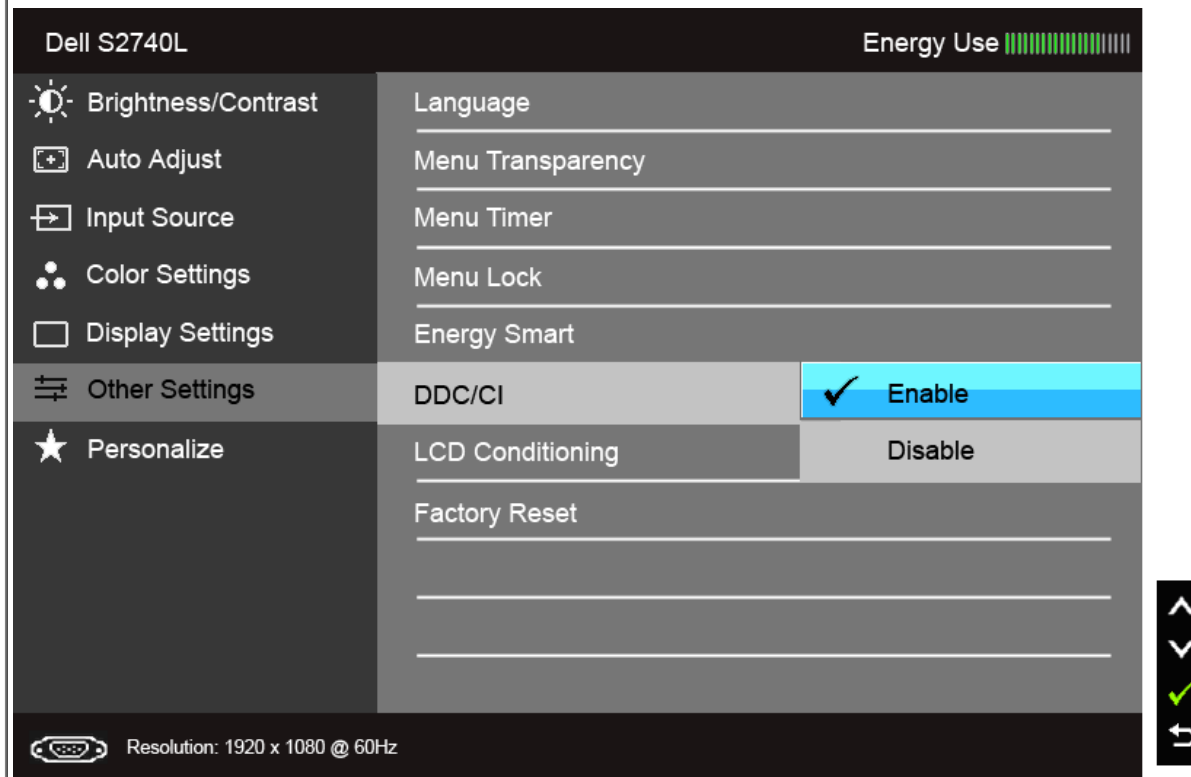 Dell S2740L
Energy Use
Brightness/Contrast
Auto Adjust
Input Source
Color Settings
Display Settings
Other Settings
Personalize
Language
Menu Transparency
Menu Timer
Menu Lock
Energy Smart
DDC/CI
Enable
Disable
LCD Conditioning
Factory Reset
Resolution: 1920 x 1080 @ 60Hz